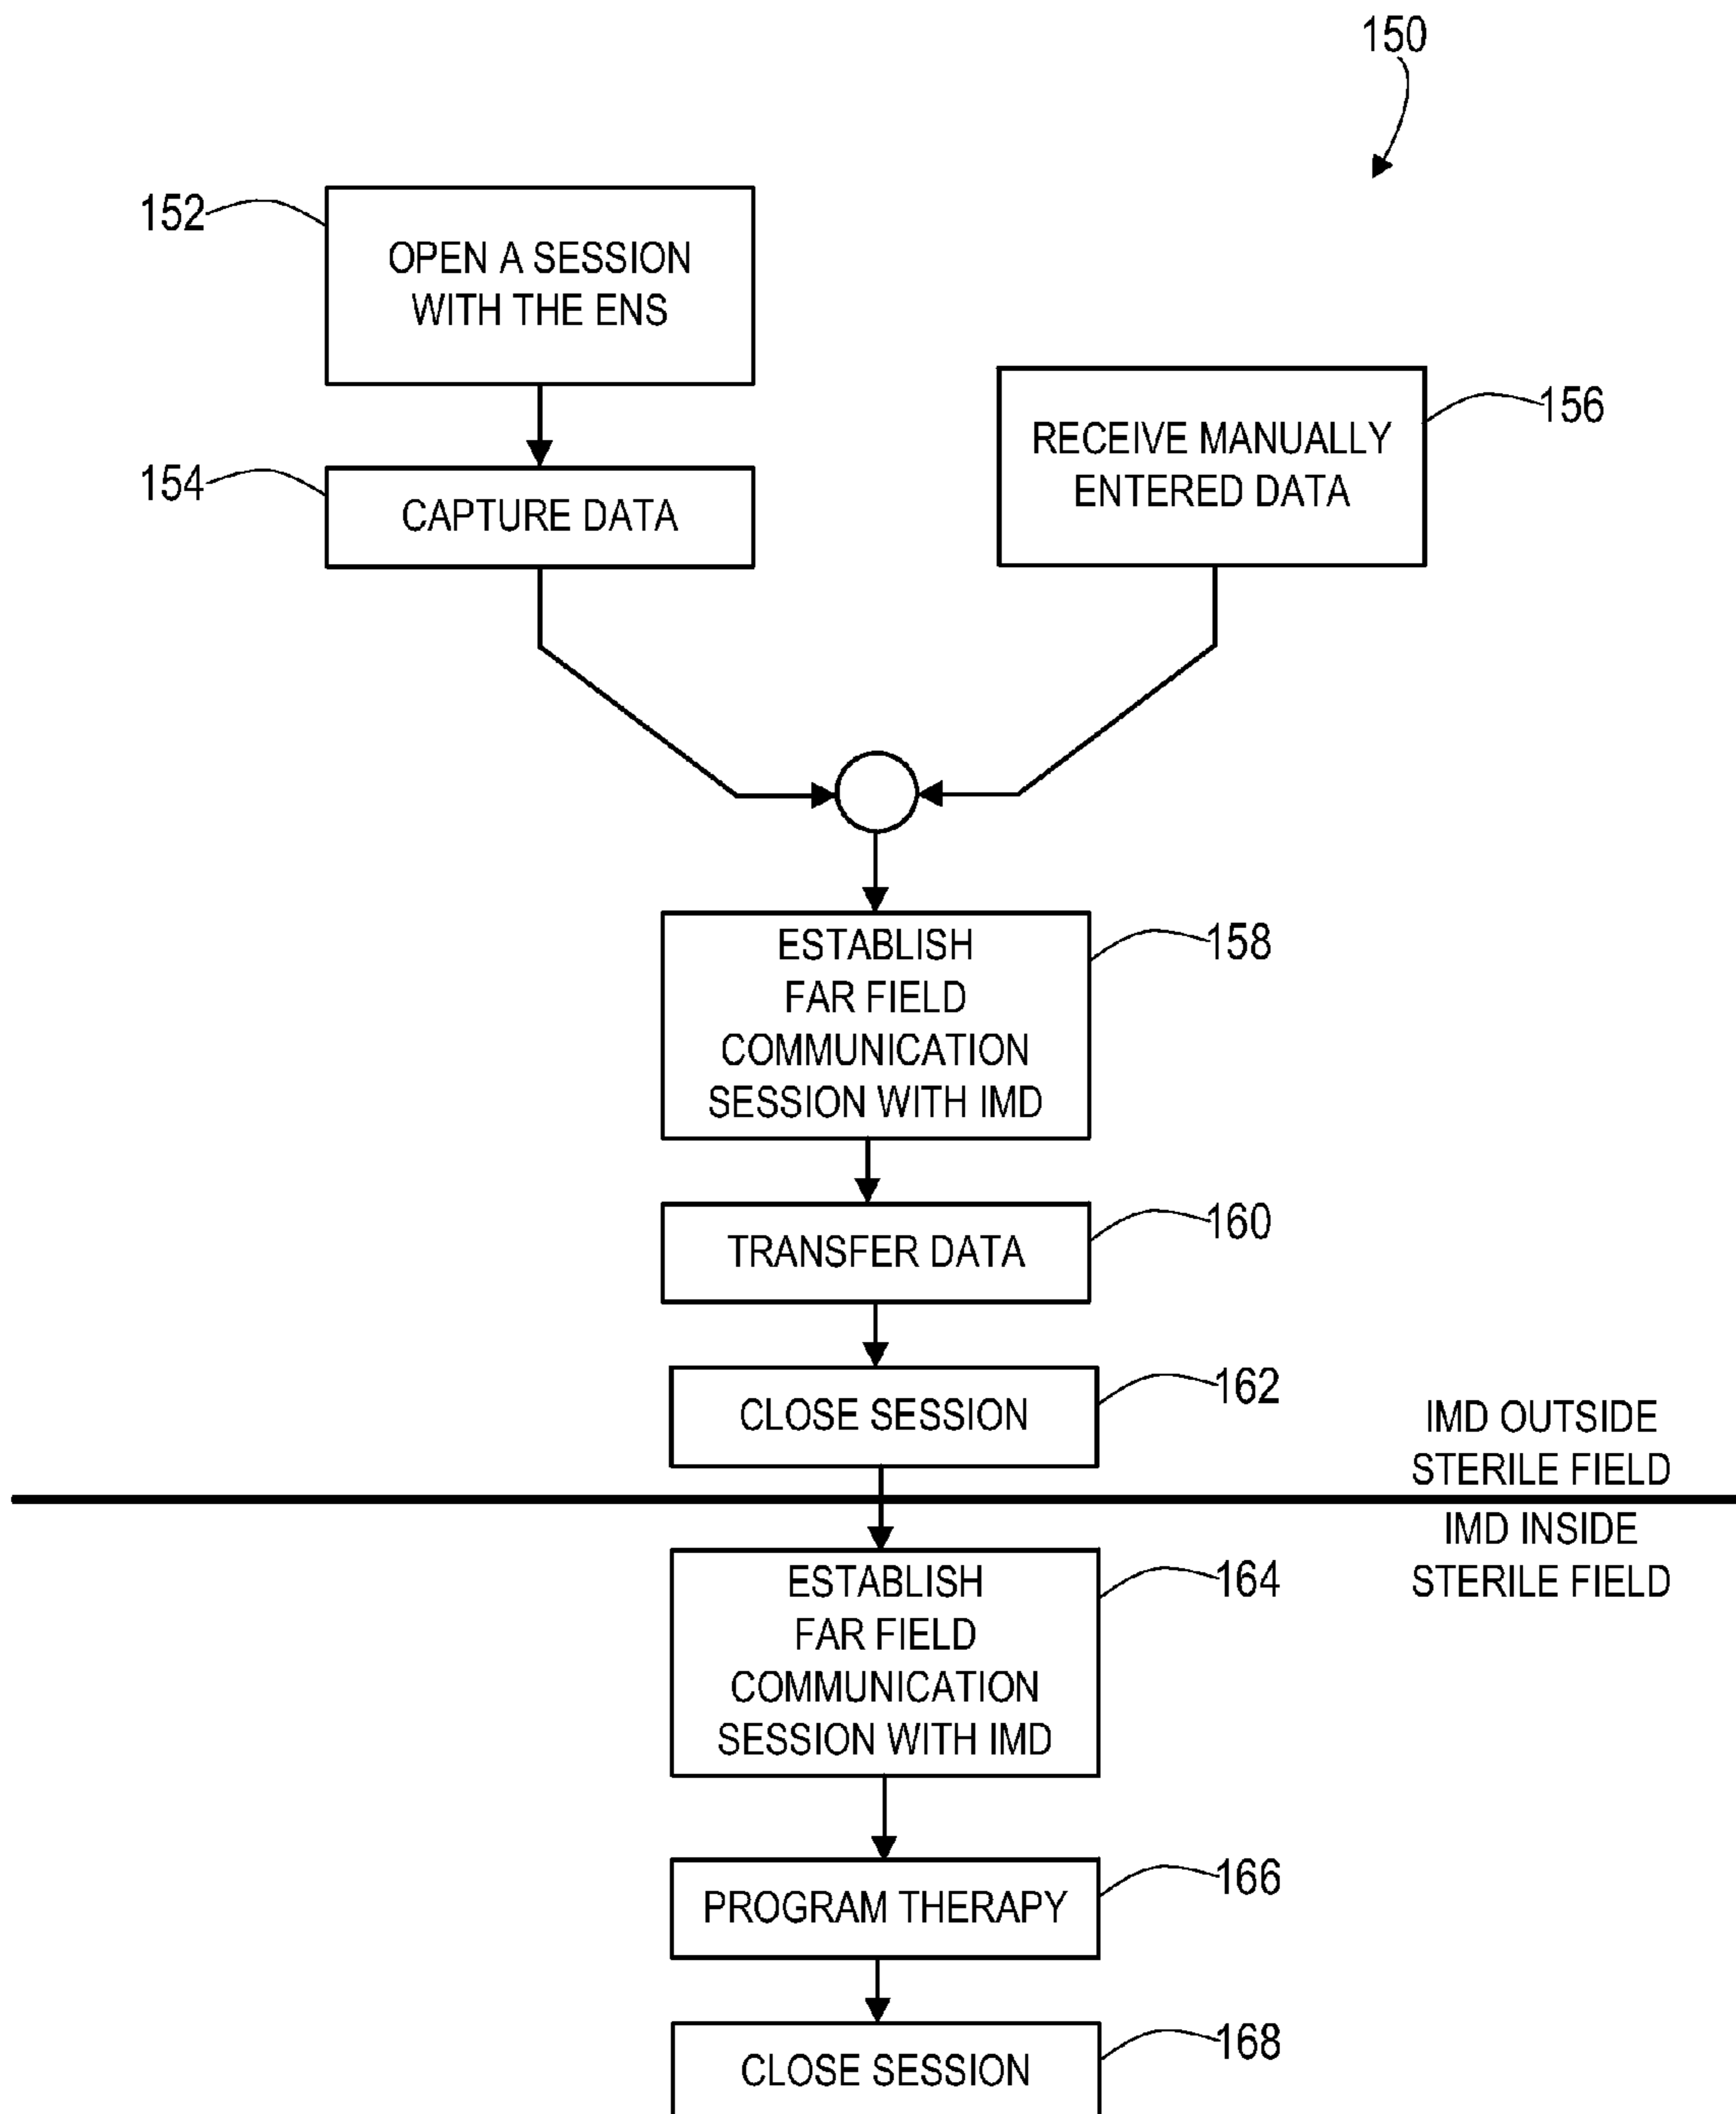 150
152
OPEN A SESSION
WITH THE ENS
154
CAPTURE DATA
156
RECEIVE MANUALLY
ENTERED DATA
158
ESTABLISH
FAR FIELD
COMMUNICATION
SESSION WITH IMD
160
TRANSFER DATA
162
CLOSE SESSION
IMD OUTSIDE
STERILE FIELD
IMD INSIDE
STERILE FIELD
164
ESTABLISH
FAR FIELD
COMMUNICATION
SESSION WITH IMD
166
PROGRAM THERAPY
168
CLOSE SESSION